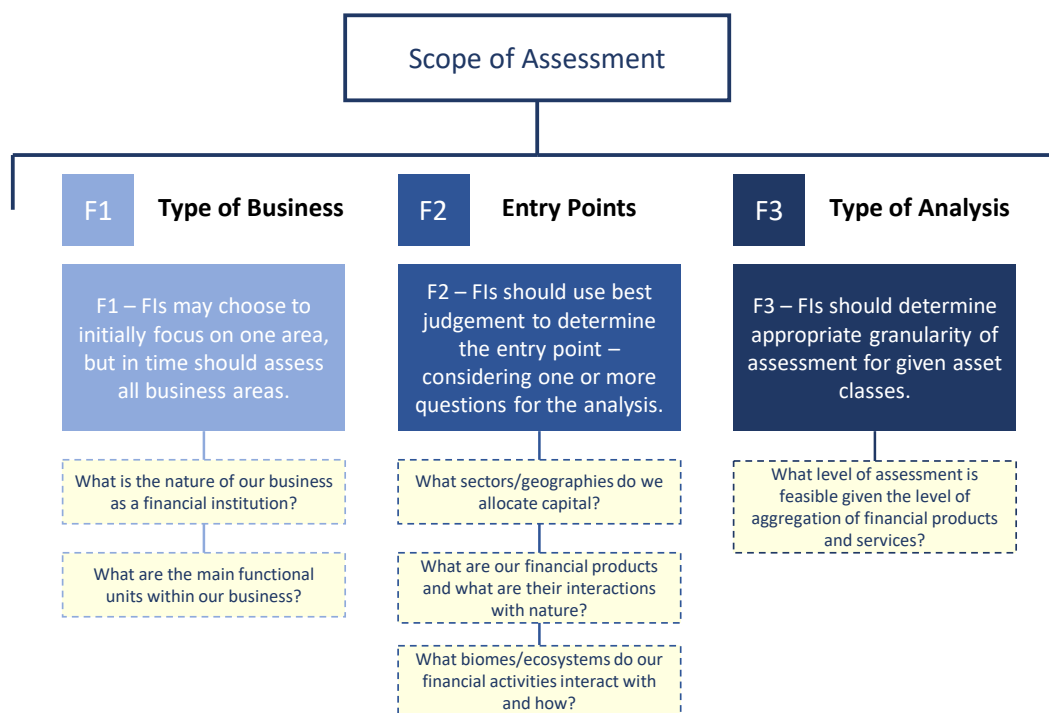 Scope of Assessment
F1
Type of Business
F2
Entry Points
F3
Type of Analysis
F1 – FIs may choose to
initially focus on one area,
but in time should assess
all business areas.
F2 – FIs should use best
judgement to determine
the entry point –
considering one or more
questions for the analysis.
F3 – FIs should determine
appropriate granularity of
assessment for given asset
classes.
What is the nature of our business
as a financial institution?
What are the main functional
units within our business?
What sectors/geographies do we
allocate capital?
What are our financial products
and what are their interactions
with nature?
What biomes/ecosystems do our
financial activities interact with
and how?
What level of assessment is
feasible given the level of
aggregation of financial products
and services?